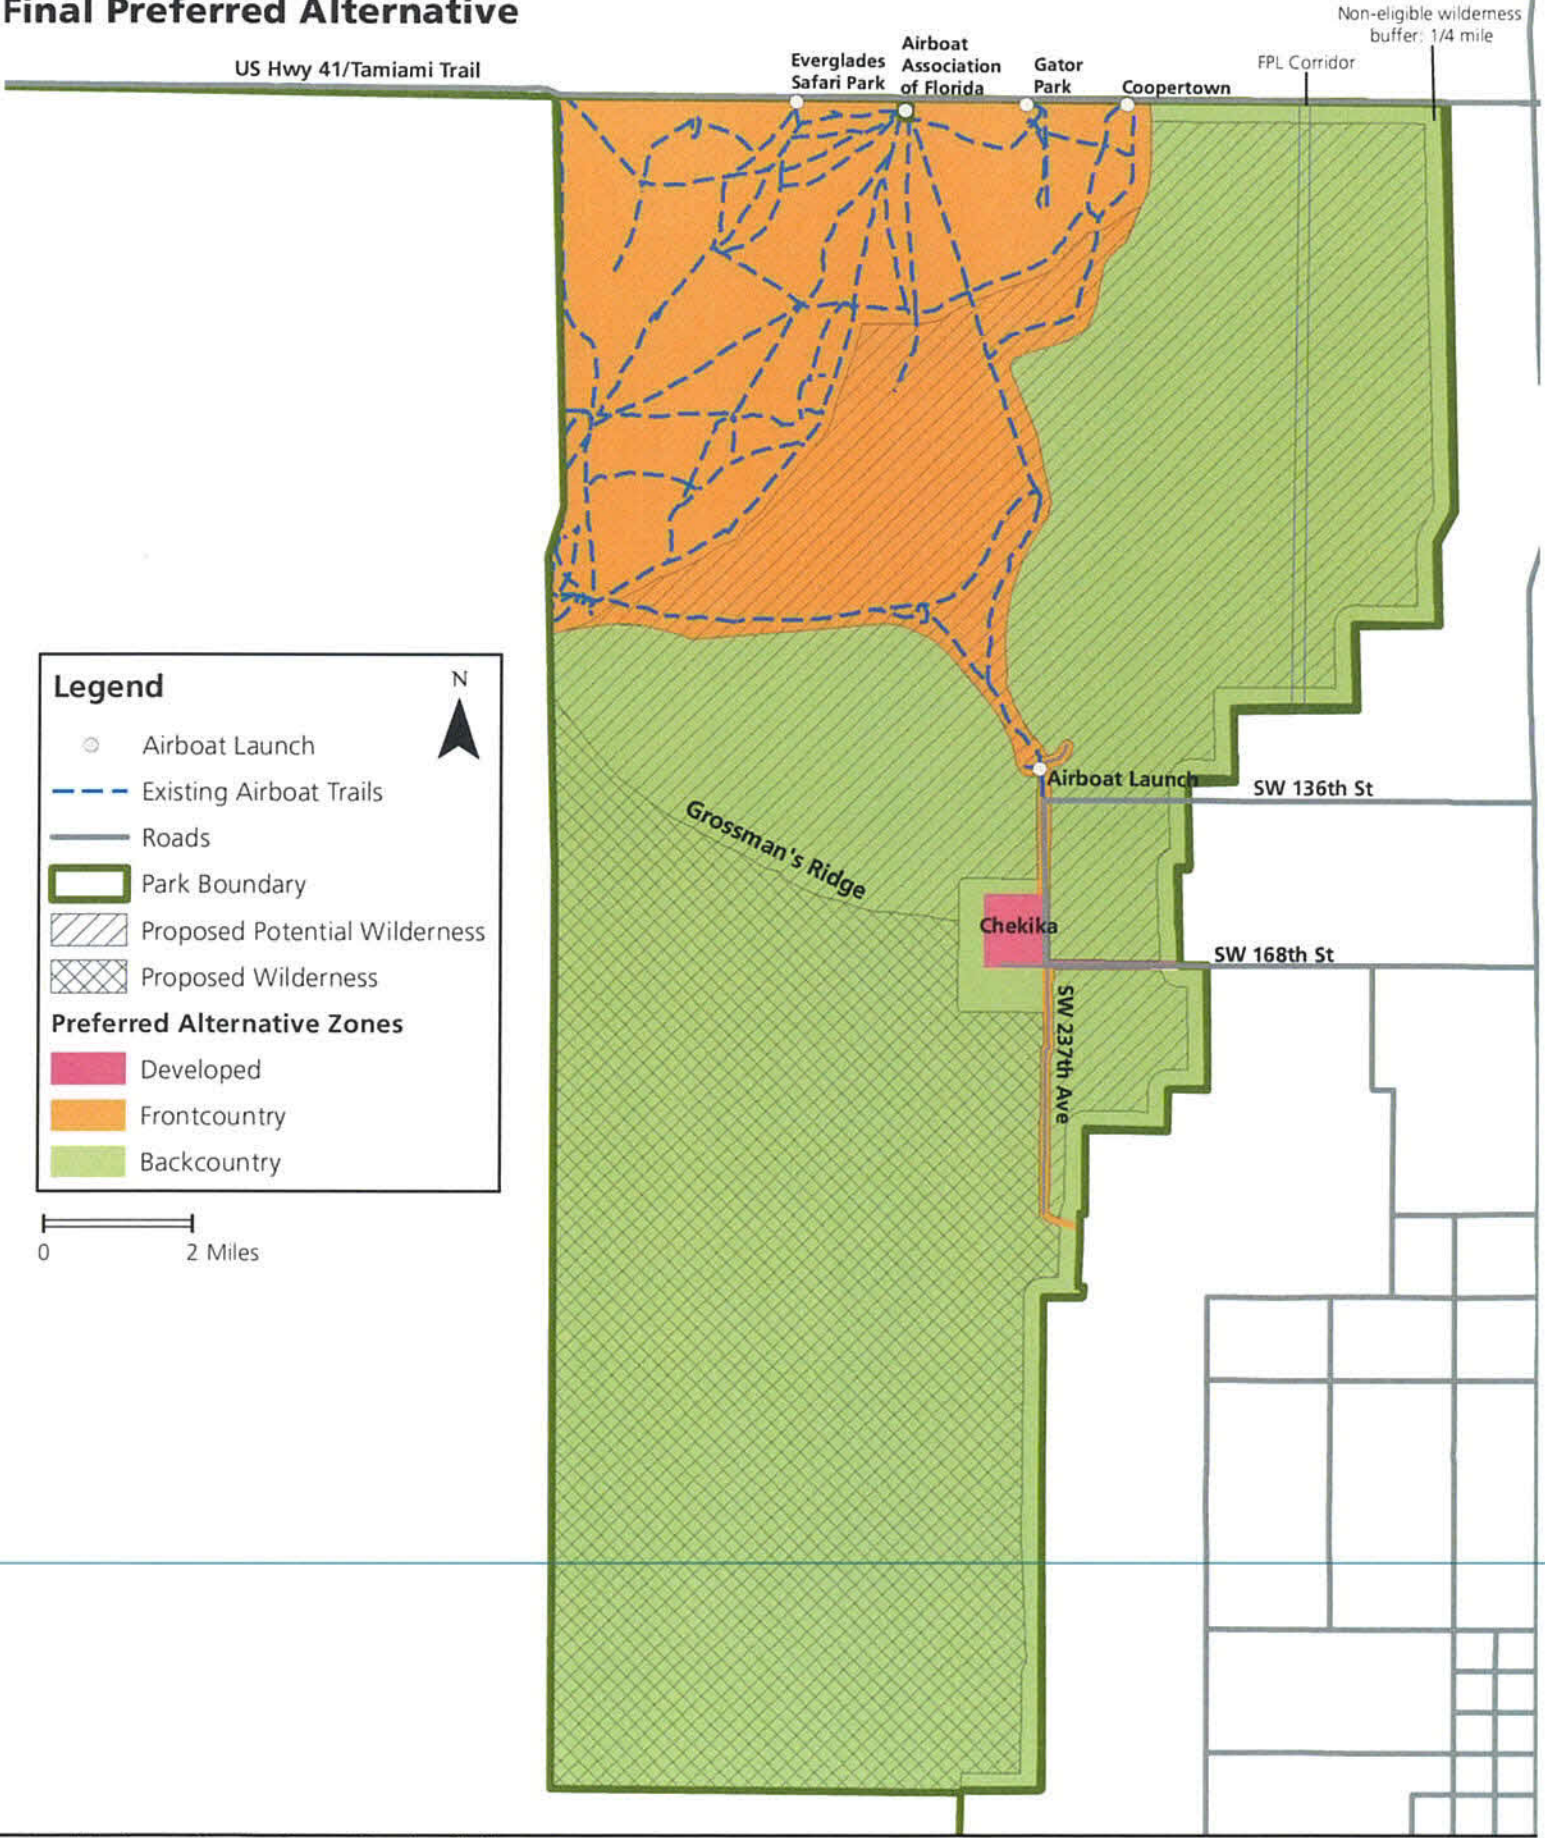 Final Preferred Alternative
Non-eligible wilderness
buffer: 1/4 mile
US Hwy 41/Tamiami Trail
Everglades
Safari Park
Airboat
Association
of Florida
Gator
Park
Coopertown
FPL Corridor
Legend
N
Airboat Launch
Existing Airboat Trails
Roads
Park Boundary
Proposed Potential Wilderness
Proposed Wilderness
Preferred Alternative Zones
Developed
Frontcountry
Backcountry
0
2 Miles
Airboat Launch
SW 136th St
Grossman's Ridge
Chekika
SW 168th St
SW 237th Ave